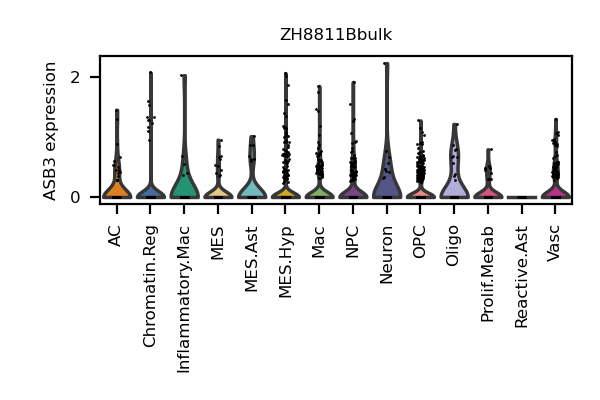 ZH8811Bbulk
ASB3 expression
2
0
AC
Chromatin.Reg
Inflammatory.Mac
MES
MES.Ast
MES.Hyp
Mac
NPC
Neuron
OPC
Oligo
Prolif.Metab
Reactive.Ast
Vasc